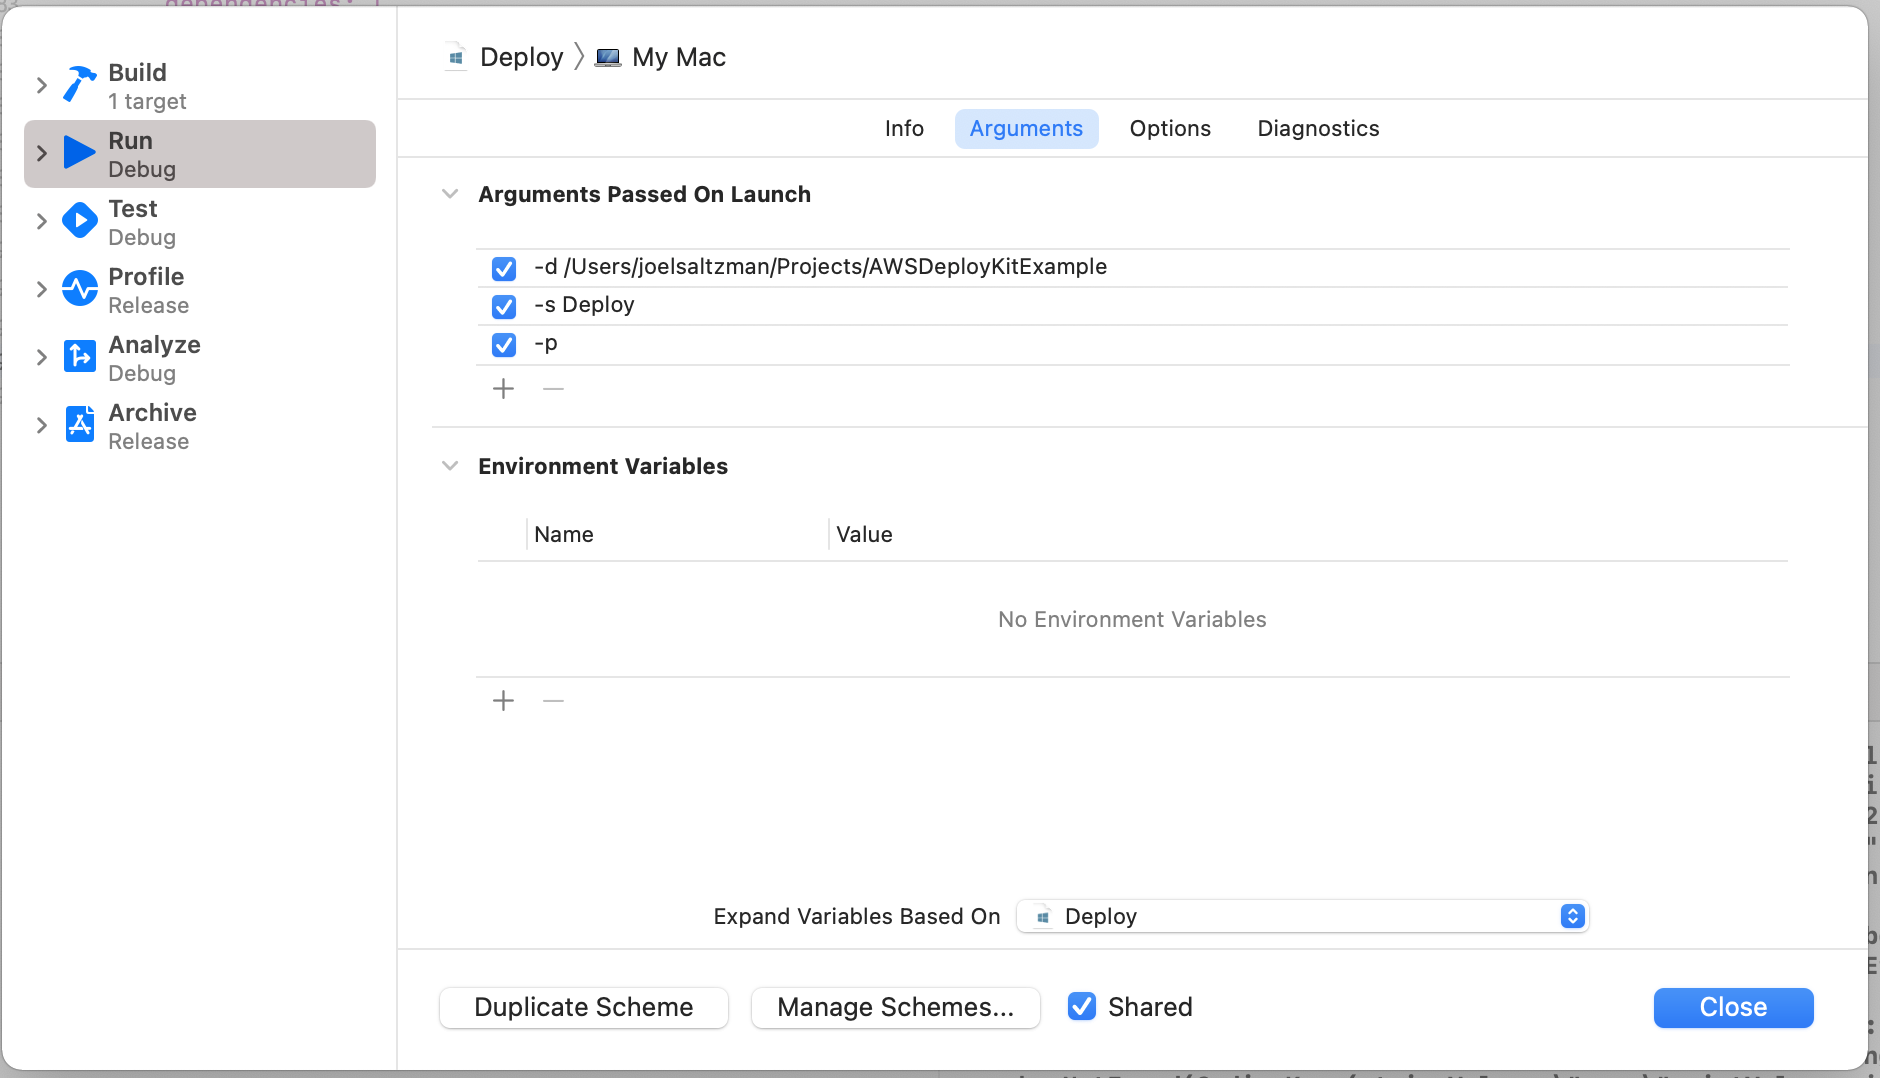 Build
1 target
Run
Debug
Test
Debug
Profile
Release
Analyze
Debug
Archive
Release
Deploy
My Mac
Info Arguments Options Diagnostics
Arguments Passed On Launch
-d /Users/joelsaltzman/Projects/AWSDeployKitExample
-s Deploy
-p
Environment Variables
Name Value
No Environment Variables
Expand Variables Based On Deploy
Duplicate Scheme Manage Schemes... Shared Close